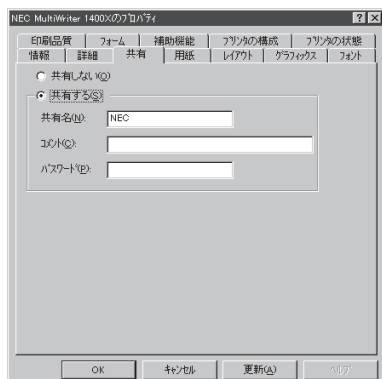 NEC MultiWriter 1400Xのﾌﾟﾛﾊﾟﾃｨ
印刷品質 ﾌｫｰﾑ 補助機能 ﾌﾟﾘﾝﾀの構成 ﾌﾟﾘﾝﾀの状態
情報 詳細 共有 用紙 ﾚｲｱｳﾄ ｸﾞﾗﾌｨｯｸｽ ﾌｫﾝﾄ
共有しない(O)
共有する(S)
共有名(N): NEC
ｺﾒﾝﾄ(C):
ﾊﾟｽﾜｰﾄﾞ(P):
OK ｷｬﾝｾﾙ 更新(A) ﾍﾙﾌﾟ